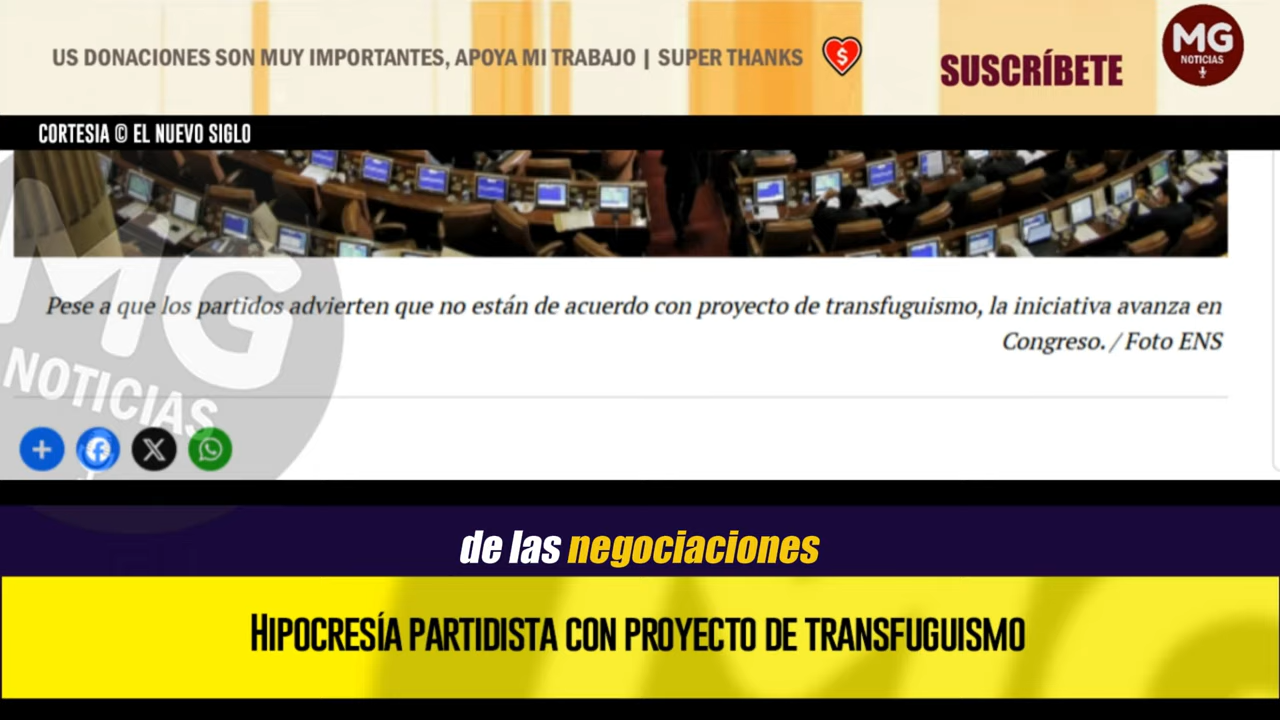 US DONACIONES SON MUY IMPORTANTES, APOYA MI TRABAJO | SUPER THANKS
SUSCRÍBETE
MG
NOTICIAS
CORTESIA © EL NUEVO SIGLO
Pese a que los partidos advierten que no están de acuerdo con proyecto de transfuguismo, la iniciativa avanza en
Congreso. / Foto ENS
MG
NOTICIAS
de las negociaciones
HIPOCRESÍA PARTIDISTA CON PROYECTO DE TRANSFUGUISMO